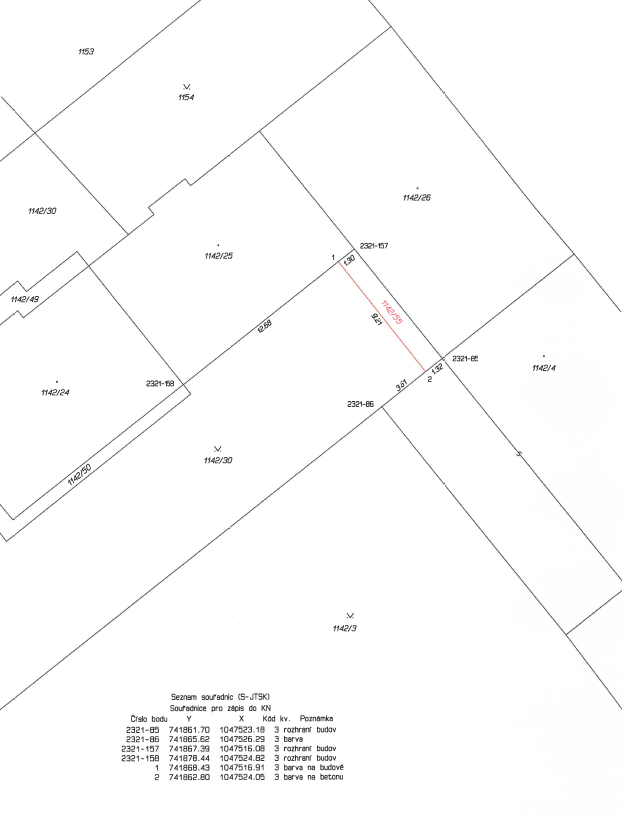 1153
1154
1142/30
1142/26
1142/25
2321-157
1
1.30
1142/49
1142/55
9.21
12.68
2321-85
1142/4
1.32
2
2321-158
3.61
1142/24
2321-86
1142/30
1142/50
1142/3
Seznam souřadnic (S-JTSK)
Souřadnice pro zápis do KN
Číslo bodu Y X Kód kv. Poznámka
2321-85 741861.70 1047523.18 3 rozhraní budov
2321-86 741865.62 1047526.29 3 barva
2321-157 741867.39 1047516.08 3 rozhraní budov
2321-158 741878.44 1047524.82 3 rozhraní budov
1 741868.43 1047516.91 3 barva na budově
2 741862.80 1047524.05 3 barva na betonu